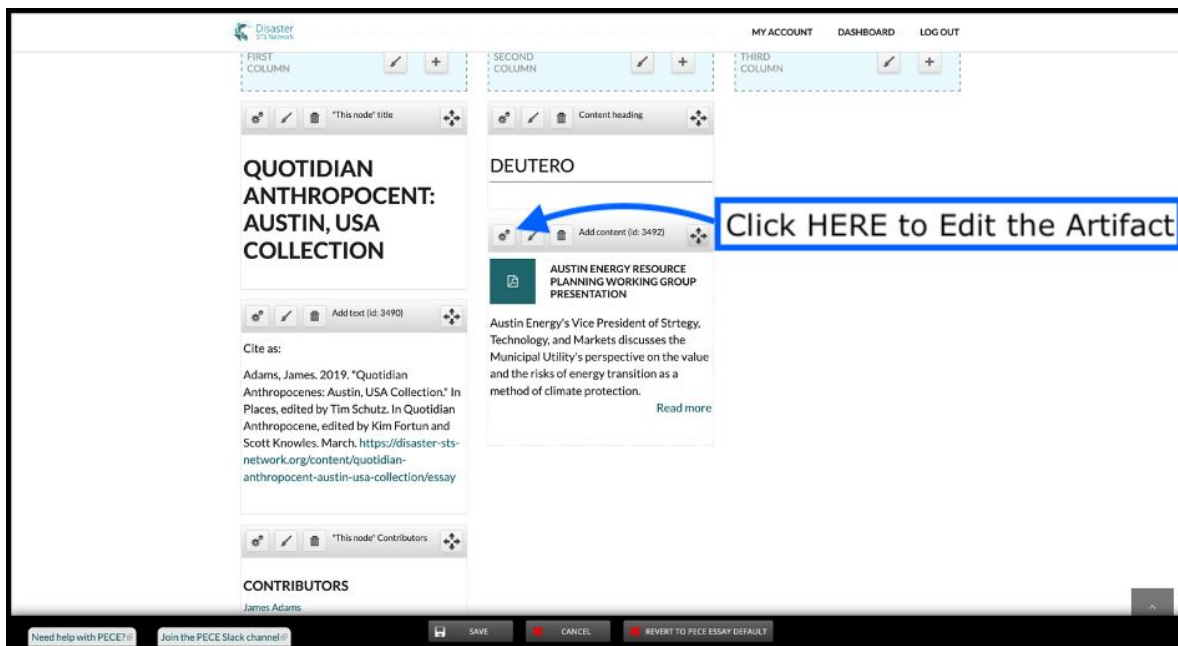 Disaster
STS Network
MY ACCOUNT DASHBOARD LOG OUT
FIRST
COLUMN
SECOND
COLUMN
THIRD
COLUMN
"This node" title
QUOTIDIAN
ANTHROPOCENT:
AUSTIN, USA
COLLECTION
Add text (id: 3490)
Cite as:
Adams, James. 2019. "Quotidian
Anthropocenes: Austin, USA Collection." In
Places, edited by Tim Schutz. In Quotidian
Anthropocene, edited by Kim Fortun and
Scott Knowles. March. https://disaster-sts-
network.org/content/quotidian-
anthropocent-austin-usa-collection/essay
"This node" Contributors
CONTRIBUTORS
James Adams
Content heading
DEUTERO
Add content (id: 3492)
AUSTIN ENERGY RESOURCE
PLANNING WORKING GROUP
PRESENTATION
Austin Energy's Vice President of Strtegy,
Technology, and Markets discusses the
Municipal Utility's perspective on the value
and the risks of energy transition as a
method of climate protection.
Read more
Click HERE to Edit the Artifact
Need help with PECE?
Join the PECE Slack channel
SAVE
CANCEL
REVERT TO PECE ESSAY DEFAULT